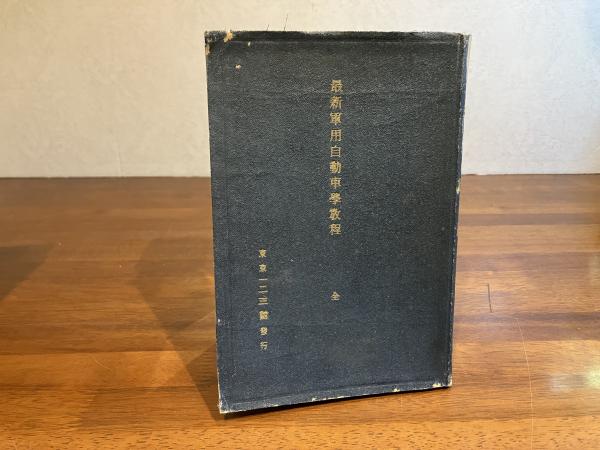 最新軍用自動車學教程
全
東京一二三館發行